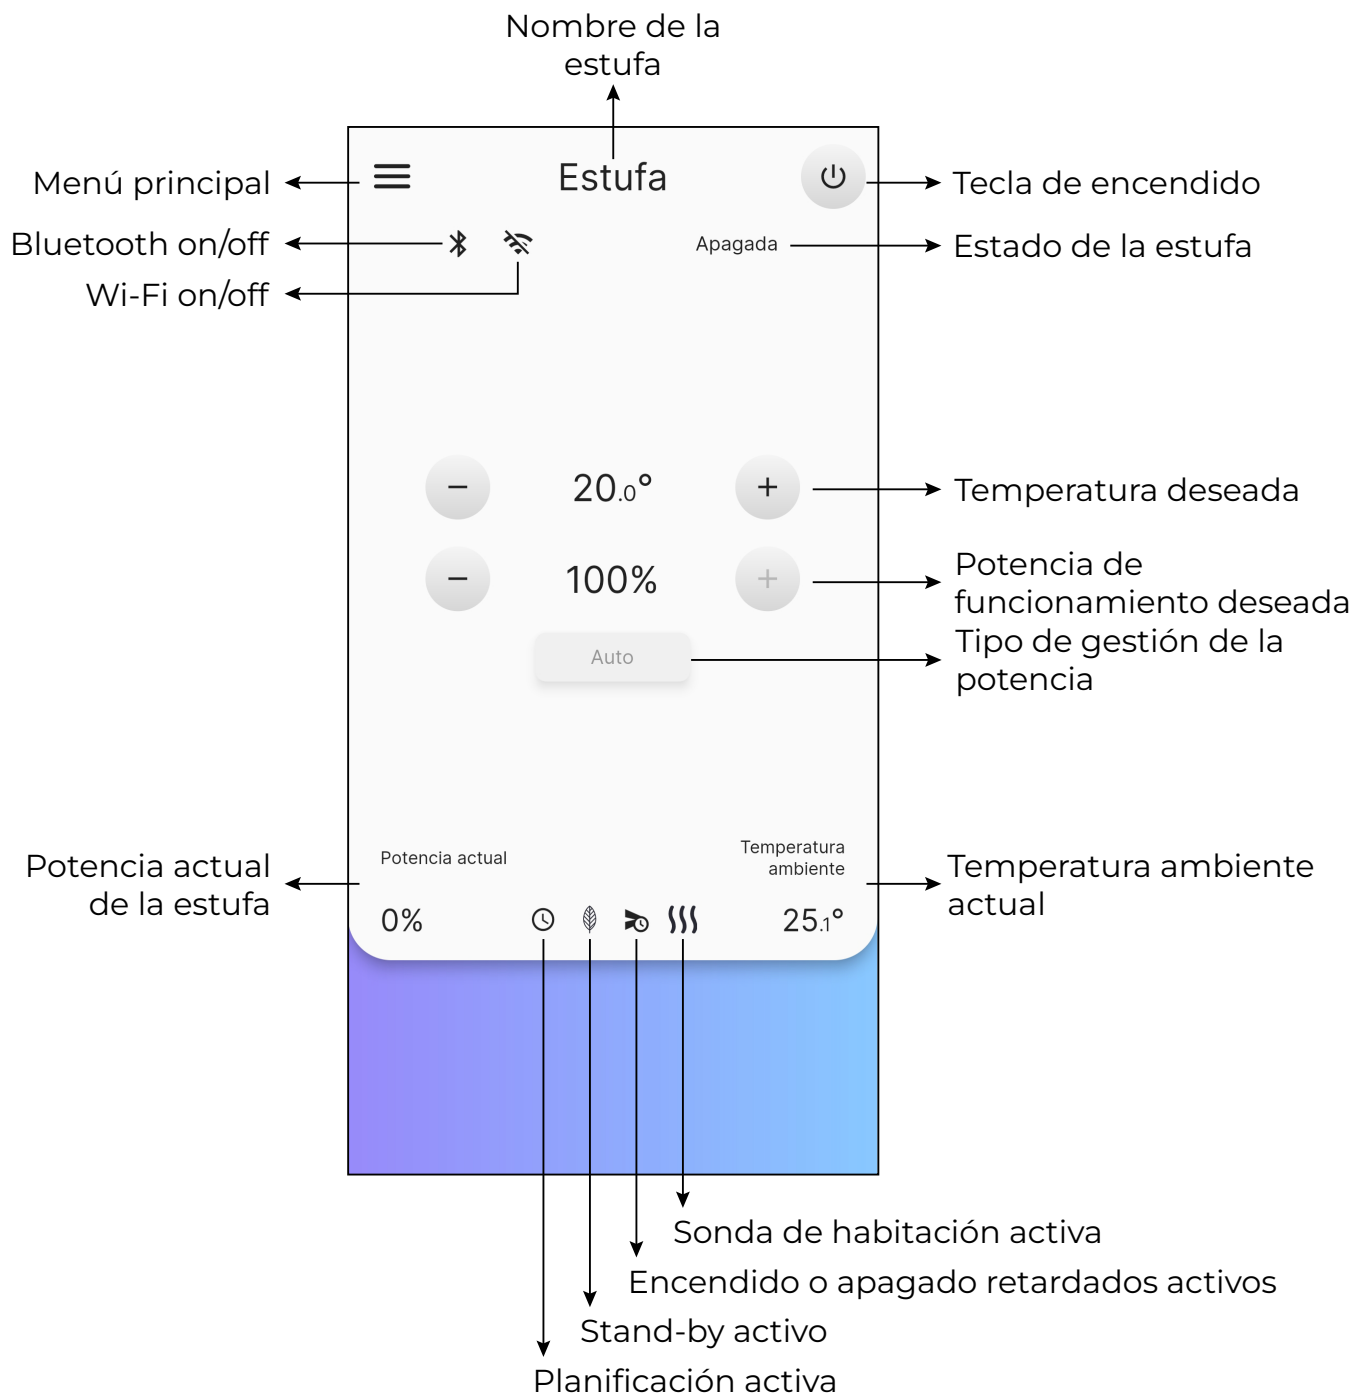 Nombre de la
estufa
Menú principal
Estufa
Tecla de encendido
Bluetooth on/off
Apagada
Estado de la estufa
Wi-Fi on/off
20.0°
Temperatura deseada
100%
Potencia de
funcionamiento deseada
Auto
Tipo de gestión de la
potencia
Potencia actual
de la estufa
Potencia actual
Temperatura
ambiente
Temperatura ambiente
actual
0%
25.1°
Sonda de habitación activa
Encendido o apagado retardados activos
Stand-by activo
Planificación activa